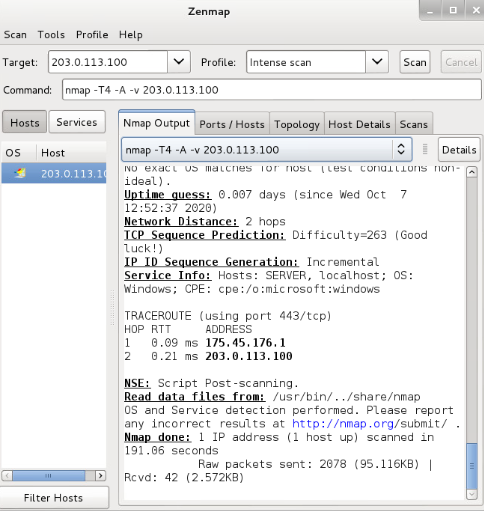 Zenmap
Scan Tools Profile Help
Target: 203.0.113.100 Profile: Intense scan Scan Cancel
Command: nmap -T4 -A -v 203.0.113.100
Hosts Services
OS Host
203.0.113.10
Filter Hosts
Nmap Output Ports / Hosts Topology Host Details Scans
nmap -T4 -A -v 203.0.113.100 Details
No exact OS matches for host (test conditions non-
ideal).
Uptime guess: 0.007 days (since Wed Oct  7
12:52:37 2020)
Network Distance: 2 hops
TCP Sequence Prediction: Difficulty=263 (Good
luck!)
IP ID Sequence Generation: Incremental
Service Info: Hosts: SERVER, localhost; OS:
Windows; CPE: cpe:/o:microsoft:windows
TRACEROUTE (using port 443/tcp)
HOP RTT     ADDRESS
1   0.09 ms 175.45.176.1
2   0.21 ms 203.0.113.100
NSE: Script Post-scanning.
Read data files from: /usr/bin/../share/nmap
OS and Service detection performed. Please report
any incorrect results at http://nmap.org/submit/ .
Nmap done: 1 IP address (1 host up) scanned in
191.06 seconds
Raw packets sent: 2078 (95.116KB) |
Rcvd: 42 (2.572KB)